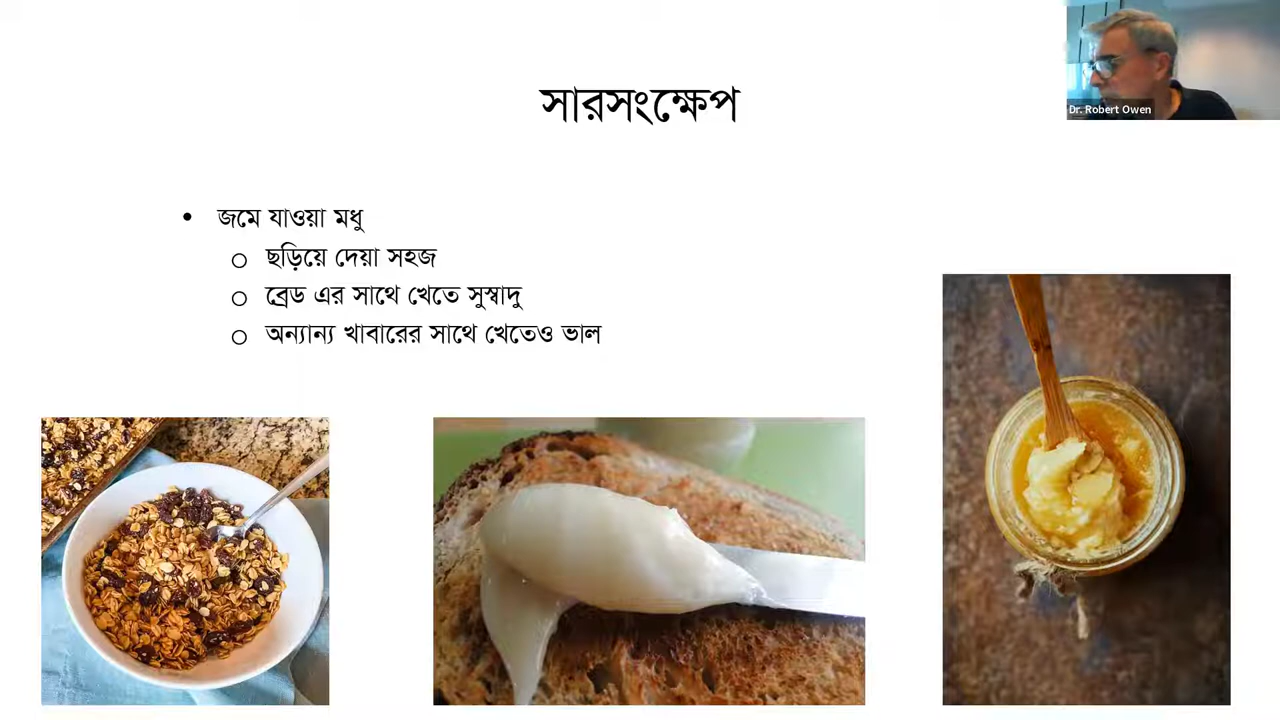 Dr. Robert Owen
সারসংক্ষেপ
জমে যাওয়া মধু
ছড়িয়ে দেয়া সহজ
ব্রেড এর সাথে খেতে সুস্বাদু
অন্যান্য খাবারের সাথে খেতেও ভাল